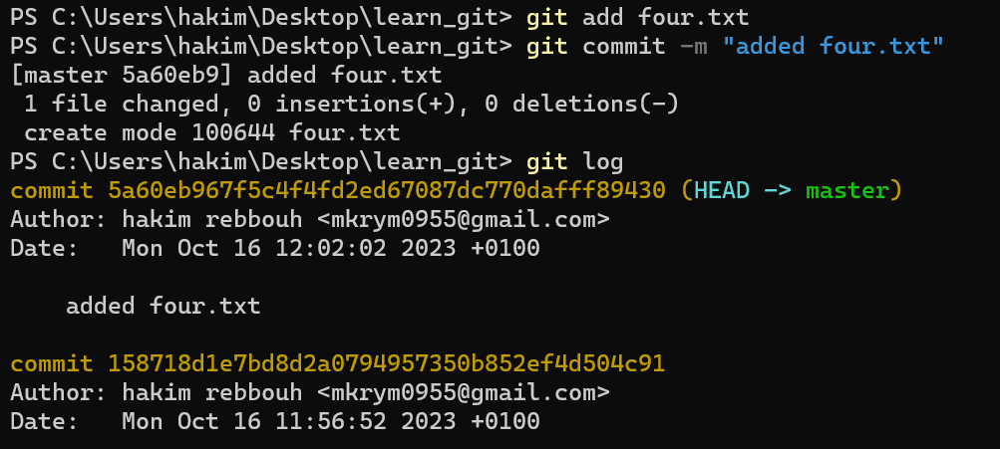 PS C:\Users\hakim\Desktop\learn_git> git add four.txt
PS C:\Users\hakim\Desktop\learn_git> git commit -m "added four.txt"
[master 5a60eb9] added four.txt
 1 file changed, 0 insertions(+), 0 deletions(-)
 create mode 100644 four.txt
PS C:\Users\hakim\Desktop\learn_git> git log
commit 5a60eb967f5c4f4fd2ed67087dc770dafff89430 (HEAD -> master)
Author: hakim rebbouh <mkrym0955@gmail.com>
Date:   Mon Oct 16 12:02:02 2023 +0100

    added four.txt

commit 158718d1e7bd8d2a0794957350b852ef4d504c91
Author: hakim rebbouh <mkrym0955@gmail.com>
Date:   Mon Oct 16 11:56:52 2023 +0100